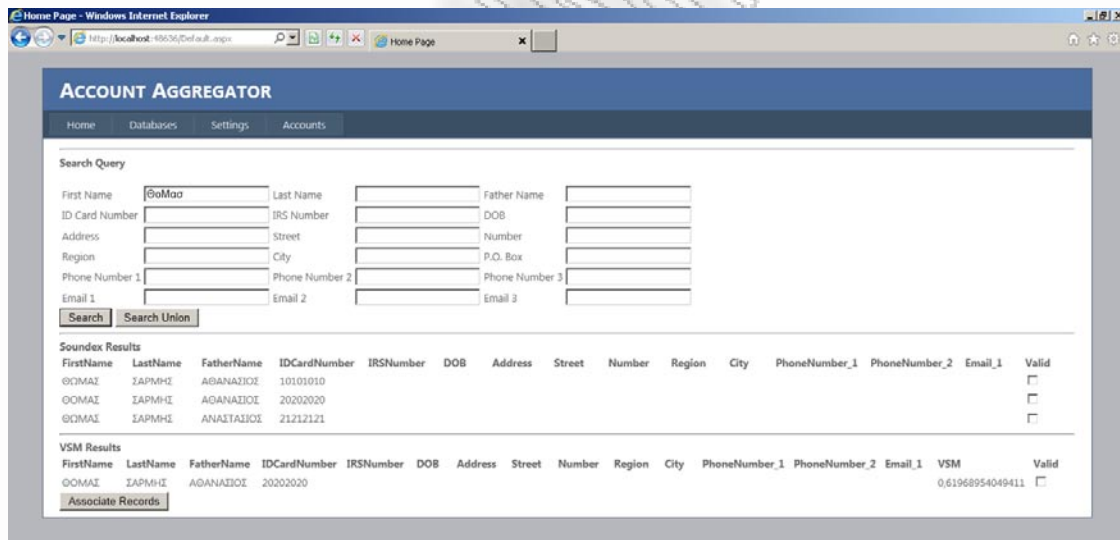 Home Page - Windows Internet Explorer
http://localhost:48636/Default.aspx
Home Page
ACCOUNT AGGREGATOR
Home Databases Settings Accounts
Search Query
First Name ΘοΜασ Last Name Father Name
ID Card Number IRS Number DOB
Address Street Number
Region City P.O. Box
Phone Number 1 Phone Number 2 Phone Number 3
Email 1 Email 2 Email 3
Search Search Union
Soundex Results
FirstName LastName FatherName IDCardNumber IRSNumber DOB Address Street Number Region City PhoneNumber_1 PhoneNumber_2 Email_1 Valid
ΘΩΜΑΣ ΣΑΡΜΗΣ ΑΘΑΝΑΣΙΟΣ 10101010
ΘΟΜΑΣ ΣΑΡΜΗΣ ΑΘΑΝΑΣΙΟΣ 20202020
ΘΩΜΑΣ ΣΑΡΜΗΣ ΑΝΑΣΤΑΣΙΟΣ 21212121
VSM Results
FirstName LastName FatherName IDCardNumber IRSNumber DOB Address Street Number Region City PhoneNumber_1 PhoneNumber_2 Email_1 VSM Valid
ΘΟΜΑΣ ΣΑΡΜΗΣ ΑΘΑΝΑΣΙΟΣ 20202020 0,61968954049411
Associate Records